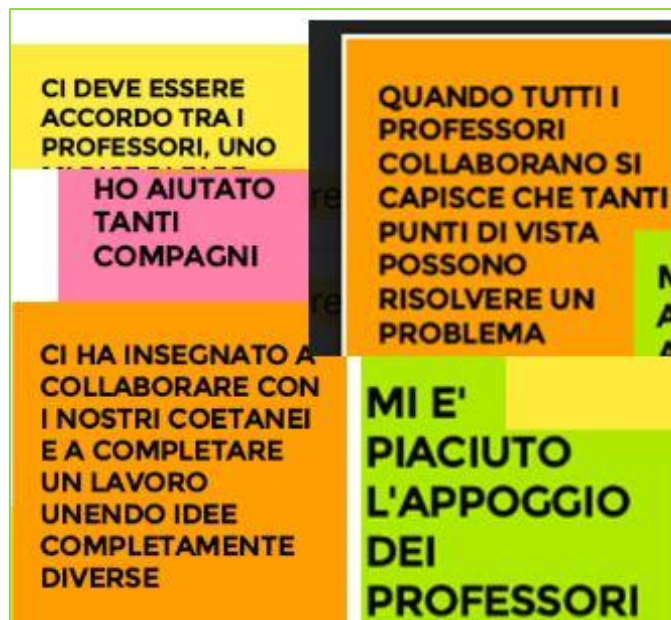 CI DEVE ESSERE
ACCORDO TRA I
PROFESSORI, UNO
HO AIUTATO
TANTI
COMPAGNI
CI HA INSEGNATO A
COLLABORARE CON
I NOSTRI COETANEI
E A COMPLETARE
UN LAVORO
UNENDO IDEE
COMPLETAMENTE
DIVERSE
QUANDO TUTTI I
PROFESSORI
COLLABORANO SI
CAPISCE CHE TANTI
PUNTI DI VISTA
POSSONO
RISOLVERE UN
PROBLEMA
MI E'
PIACIUTO
L'APPOGGIO
DEI
PROFESSORI